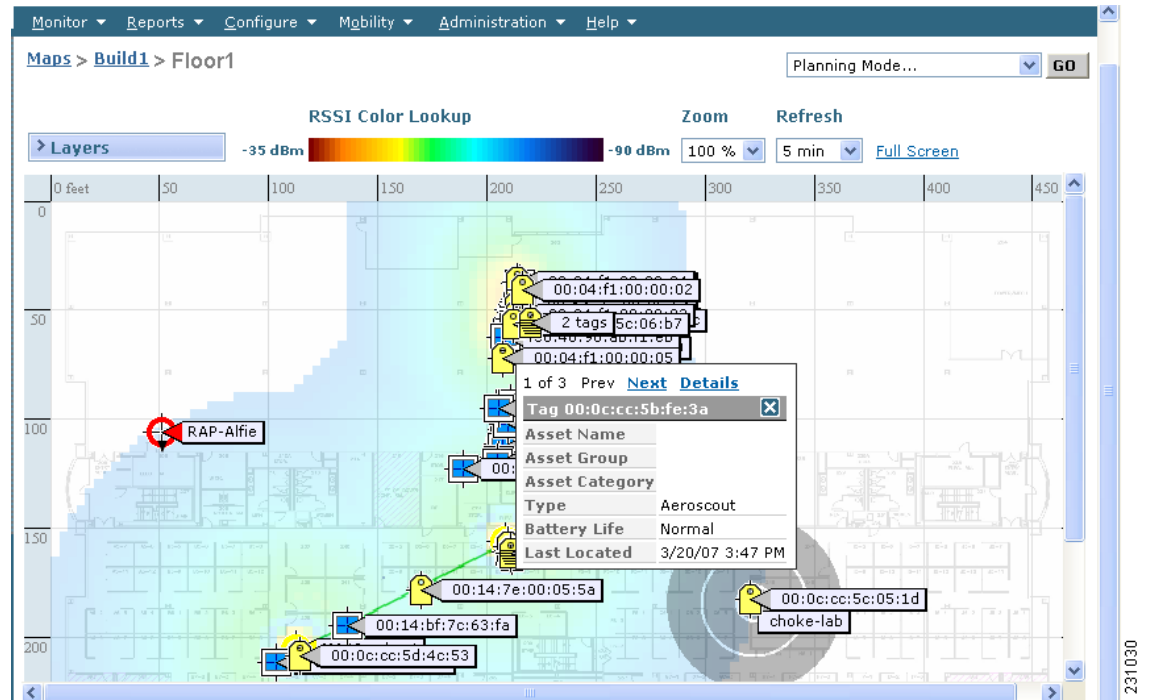 Monitor Reports Configure Mobility Administration Help
Maps > Build1 > Floor1
Planning Mode... GO
RSSI Color Lookup Zoom Refresh
Layers -35 dBm -90 dBm 100 % 5 min Full Screen
0 feet 50 100 150 200 250 300 350 400 450
0
00:04:f1:00:00:02
50
2 tags 5c:06:b7
00:04:f1:00:00:05
1 of 3 Prev Next Details
Tag 00:0c:cc:5b:fe:3a
100
RAP-Alfie
Asset Name
Asset Group
00:
Asset Category
Type Aeroscout
150
Battery Life Normal
Last Located 3/20/07 3:47 PM
00:14:7e:00:05:5a
00:0c:cc:5c:05:1d
choke-lab
00:14:bf:7c:63:fa
200
00:0c:cc:5d:4c:53
231030